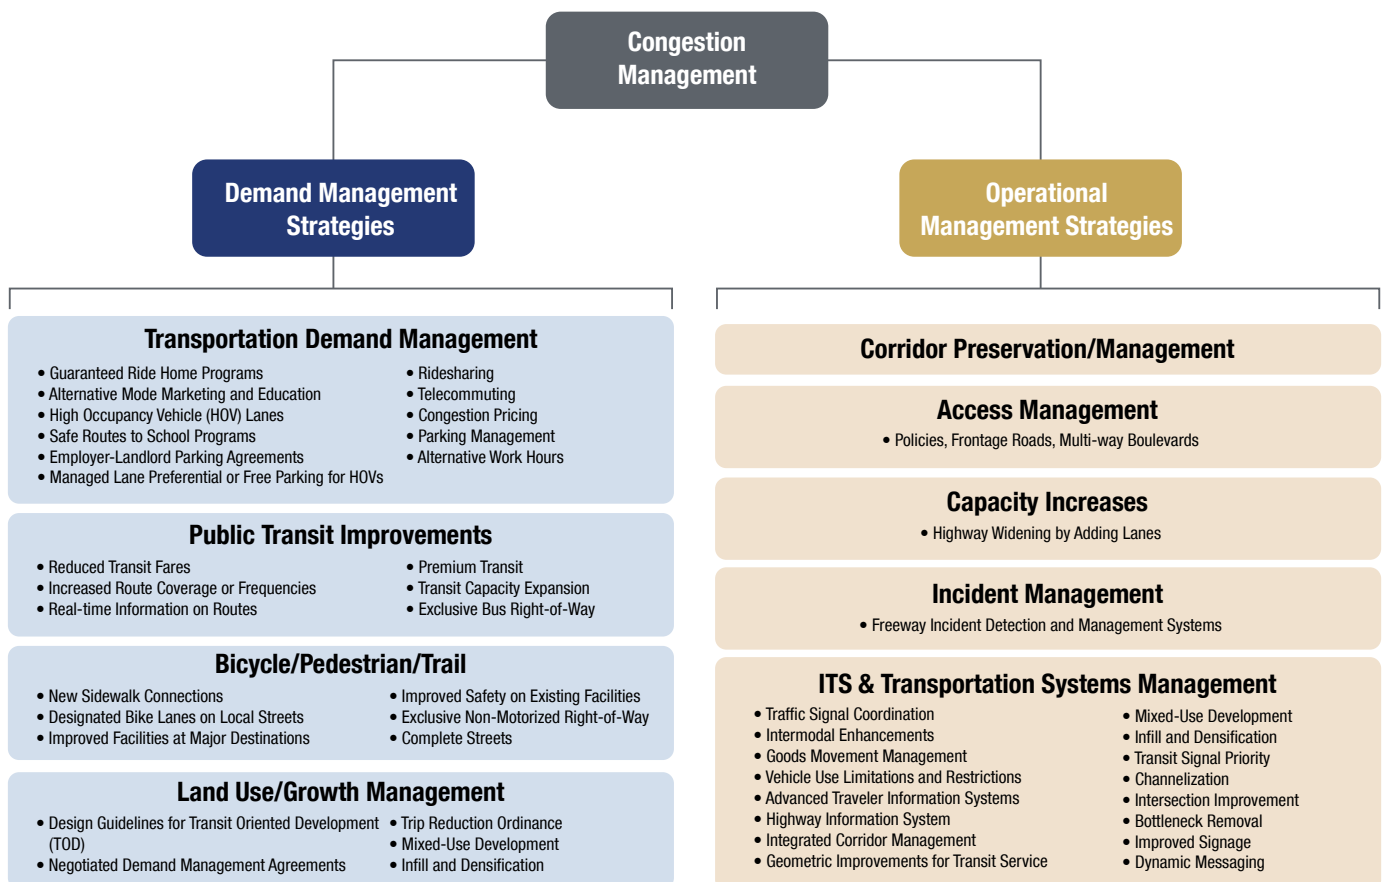 Congestion
Management
Demand Management
Strategies
Operational
Management Strategies
Transportation Demand Management
• Guaranteed Ride Home Programs
• Alternative Mode Marketing and Education
• High Occupancy Vehicle (HOV) Lanes
• Safe Routes to School Programs
• Employer-Landlord Parking Agreements
• Managed Lane Preferential or Free Parking for HOVs
• Ridesharing
• Telecommuting
• Congestion Pricing
• Parking Management
• Alternative Work Hours
Public Transit Improvements
• Reduced Transit Fares
• Increased Route Coverage or Frequencies
• Real-time Information on Routes
• Premium Transit
• Transit Capacity Expansion
• Exclusive Bus Right-of-Way
Bicycle/Pedestrian/Trail
• New Sidewalk Connections
• Designated Bike Lanes on Local Streets
• Improved Facilities at Major Destinations
• Improved Safety on Existing Facilities
• Exclusive Non-Motorized Right-of-Way
• Complete Streets
Land Use/Growth Management
• Design Guidelines for Transit Oriented Development
(TOD)
• Negotiated Demand Management Agreements
• Trip Reduction Ordinance
• Mixed-Use Development
• Infill and Densification
Corridor Preservation/Management
Access Management
• Policies, Frontage Roads, Multi-way Boulevards
Capacity Increases
• Highway Widening by Adding Lanes
Incident Management
• Freeway Incident Detection and Management Systems
ITS & Transportation Systems Management
• Traffic Signal Coordination
• Intermodal Enhancements
• Goods Movement Management
• Vehicle Use Limitations and Restrictions
• Advanced Traveler Information Systems
• Highway Information System
• Integrated Corridor Management
• Geometric Improvements for Transit Service
• Mixed-Use Development
• Infill and Densification
• Transit Signal Priority
• Channelization
• Intersection Improvement
• Bottleneck Removal
• Improved Signage
• Dynamic Messaging